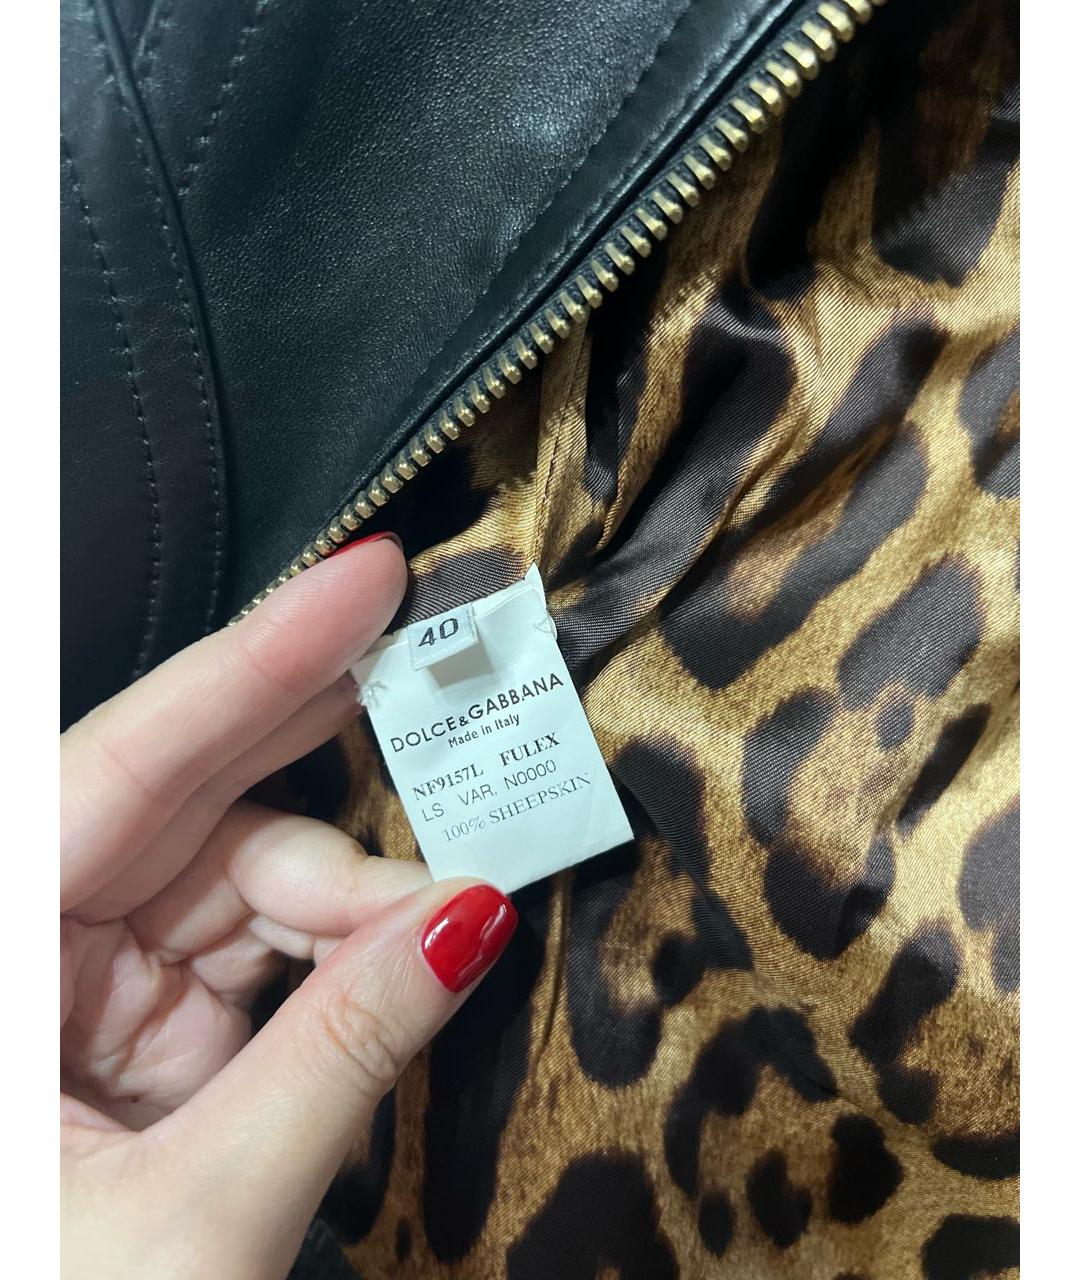 40
DOLCE&GABBANA
Made in Italy
NF9157L FULEX
LS VAR. N0000
100% SHEEPSKIN